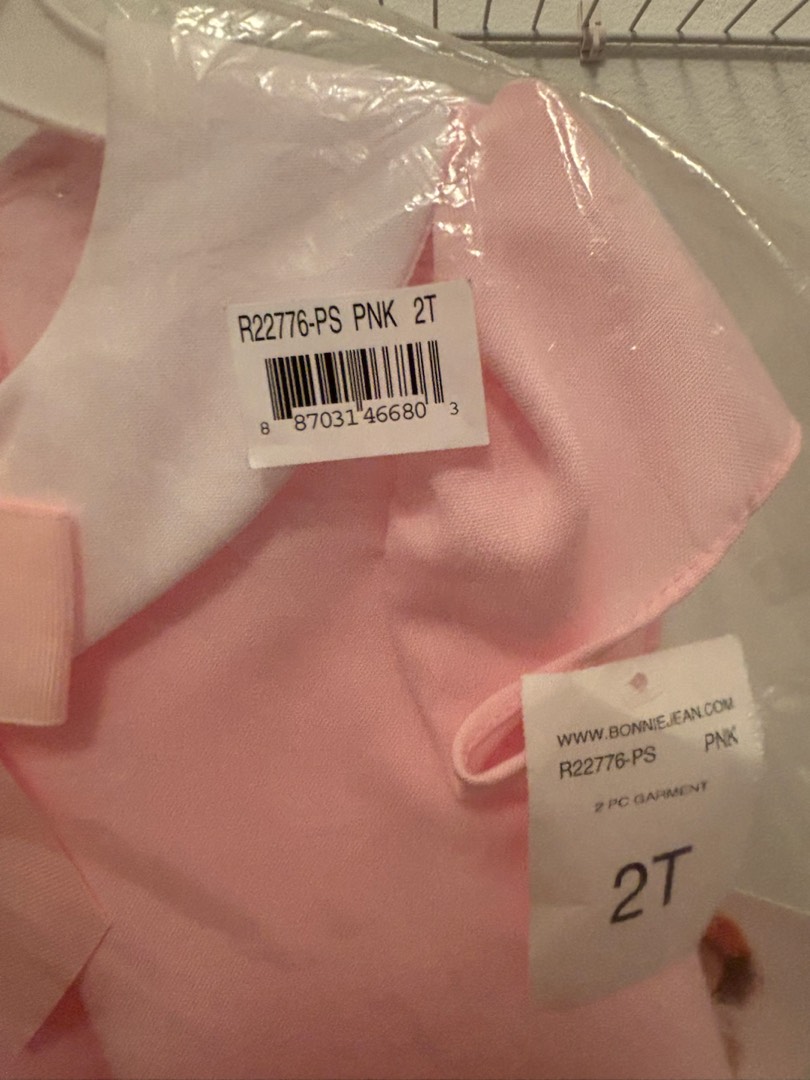 R22776-PS PNK 2T
8 87031 46680 3
WWW.BONNIEJEAN.COM
R22776-PS PNK
2 PC GARMENT
2T